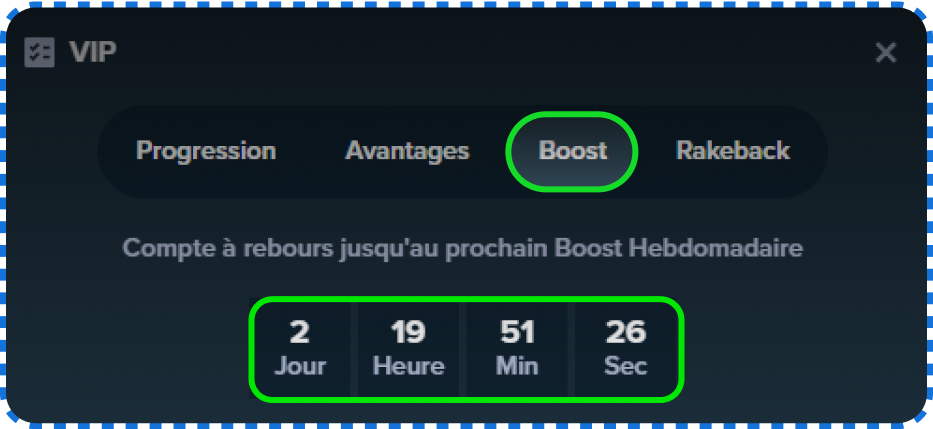 VIP
Progression Avantages Boost Rakeback
Compte à rebours jusqu'au prochain Boost Hebdomadaire
2 19 51 26
Jour Heure Min Sec